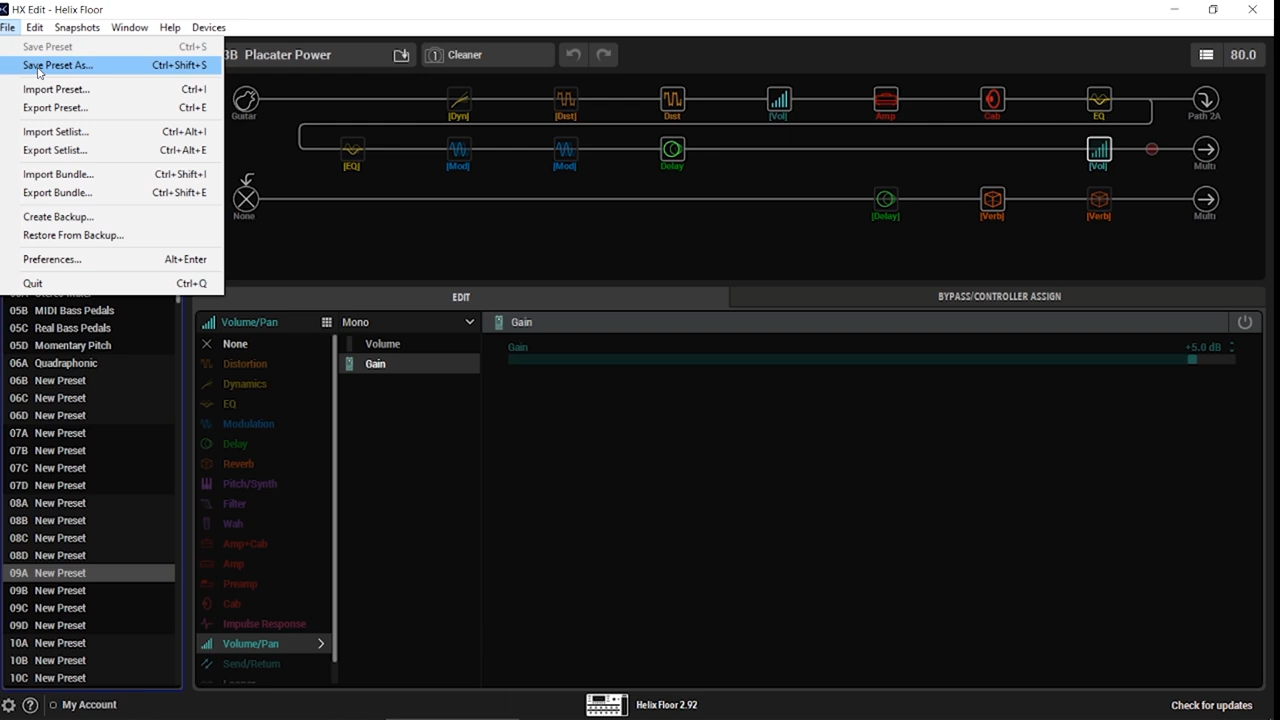 HX Edit - Helix Floor
File Edit Snapshots Window Help Devices
Save Preset Ctrl+S
Save Preset As... Ctrl+Shift+S
Import Preset... Ctrl+I
Export Preset... Ctrl+E
Import Setlist... Ctrl+Alt+I
Export Setlist... Ctrl+Alt+E
Import Bundle... Ctrl+Shift+I
Export Bundle... Ctrl+Shift+E
Create Backup...
Restore From Backup...
Preferences... Alt+Enter
Quit Ctrl+Q
3B Placater Power
1 Cleaner
80.0
Guitar [Dyn] [Dist] Dist [Vol] Amp Cab EQ Path 2A
[EQ] [Mod] [Mod] Delay [Vol] Multi
None [Delay] [Verb] [Verb] Multi
05B MIDI Bass Pedals
05C Real Bass Pedals
05D Momentary Pitch
06A Quadraphonic
06B New Preset
06C New Preset
06D New Preset
07A New Preset
07B New Preset
07C New Preset
07D New Preset
08A New Preset
08B New Preset
08C New Preset
08D New Preset
09A New Preset
09B New Preset
09C New Preset
09D New Preset
10A New Preset
10B New Preset
10C New Preset
EDIT
BYPASS/CONTROLLER ASSIGN
Volume/Pan
None
Distortion
Dynamics
EQ
Modulation
Delay
Reverb
Pitch/Synth
Filter
Wah
Amp+Cab
Amp
Preamp
Cab
Impulse Response
Volume/Pan
Send/Return
Mono
Volume
Gain
Gain
Gain +5.0 dB
My Account
Helix Floor 2.92
Check for updates